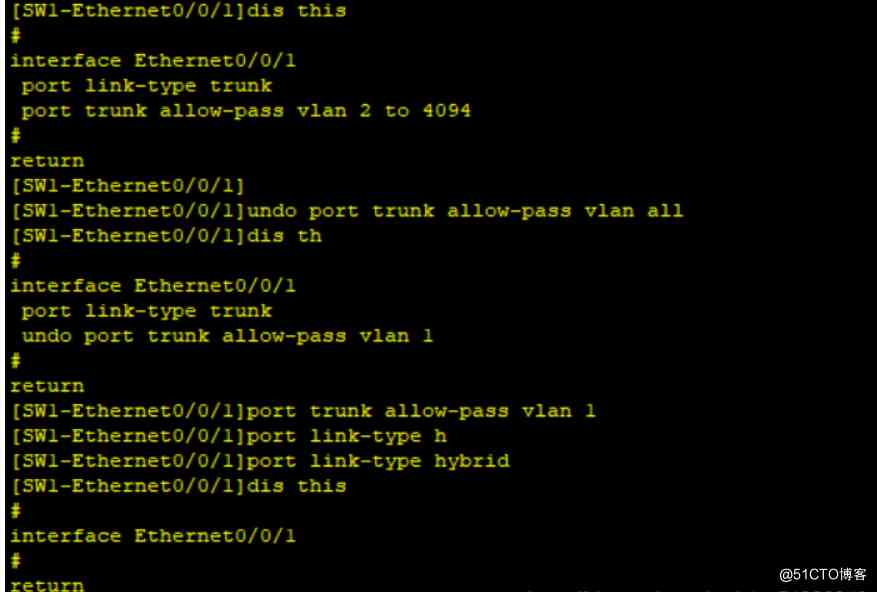 [SW1-Ethernet0/0/1]dis this
#
interface Ethernet0/0/1
 port link-type trunk
 port trunk allow-pass vlan 2 to 4094
#
return
[SW1-Ethernet0/0/1]
[SW1-Ethernet0/0/1]undo port trunk allow-pass vlan all
[SW1-Ethernet0/0/1]dis th
#
interface Ethernet0/0/1
 port link-type trunk
 undo port trunk allow-pass vlan 1
#
return
[SW1-Ethernet0/0/1]port trunk allow-pass vlan 1
[SW1-Ethernet0/0/1]port link-type h
[SW1-Ethernet0/0/1]port link-type hybrid
[SW1-Ethernet0/0/1]dis this
#
interface Ethernet0/0/1
#
return
@51CTO博客